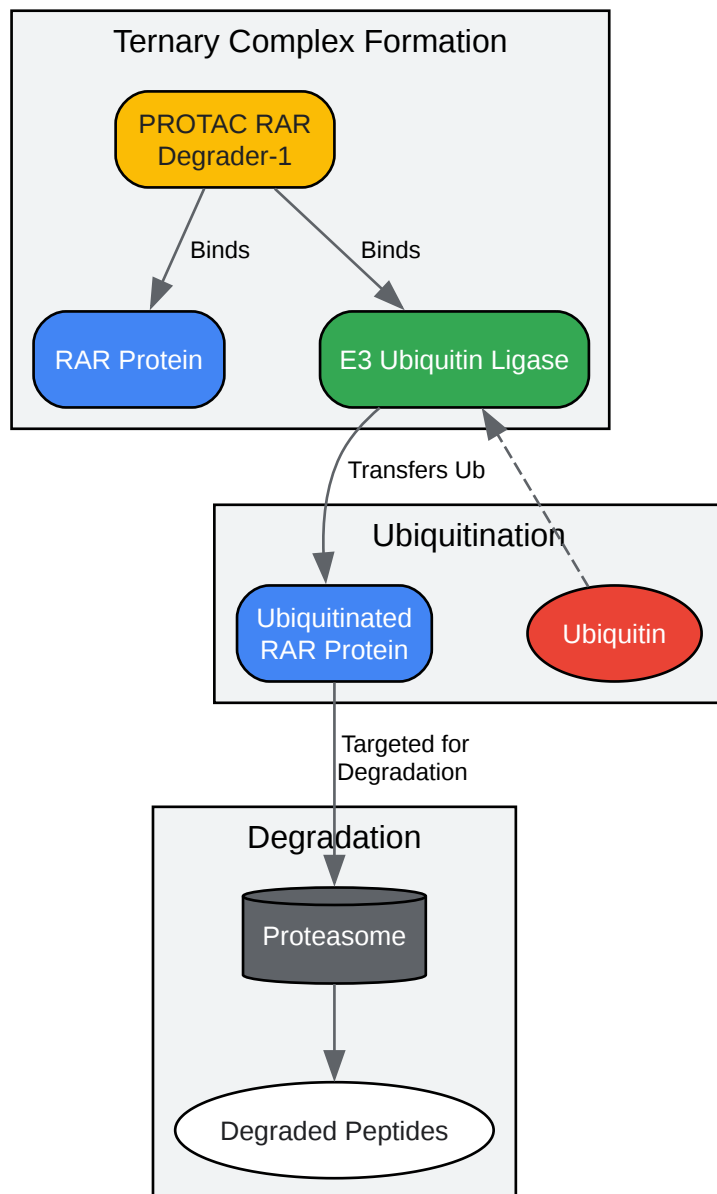 Ternary Complex Formation
PROTAC RAR
Degrader-1
Binds
Binds
RAR Protein
E3 Ubiquitin Ligase
Transfers Ub
Ubiquitination
Ubiquitinated
RAR Protein
Ubiquitin
Targeted for
Degradation
Degradation
Proteasome
Degraded Peptides